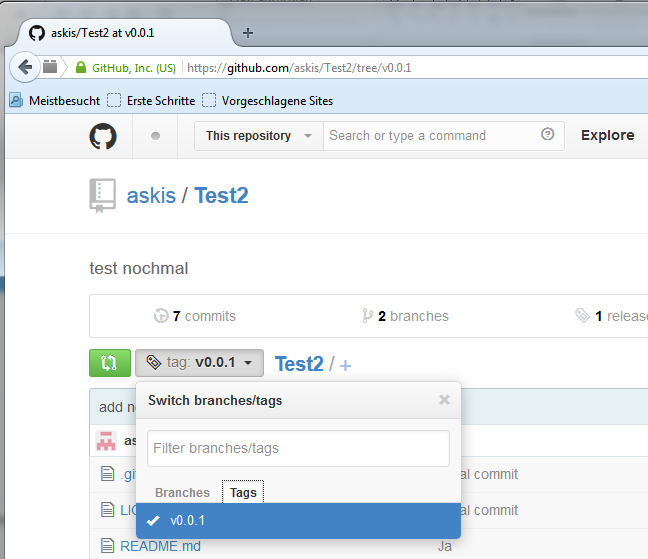 askis/Test2 at v0.0.1
GitHub, Inc. (US) https://github.com/askis/Test2/tree/v0.0.1
Meistbesucht Erste Schritte Vorgeschlagene Sites
This repository Search or type a command Explore
askis / Test2
test nochmal
7 commits 2 branches 1 release
tag: v0.0.1 Test2 / +
Switch branches/tags
add
as
Filter branches/tags
.gi al commit
Branches Tags
LIC al commit
v0.0.1
README.md Ja